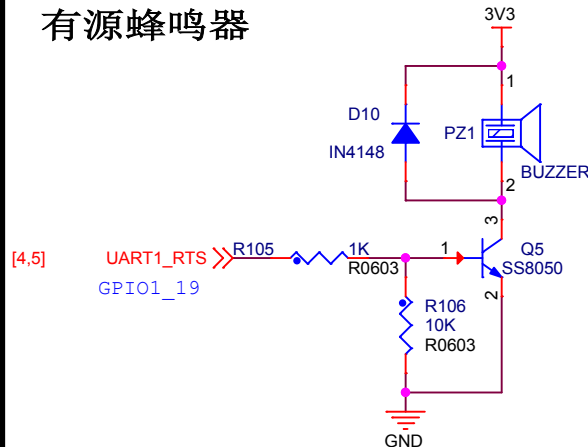 有源蜂鸣器
3V3
1
D10
PZ1
IN4148
BUZZER
2
3
[4,5]
UART1_RTS
R105
1K
1
Q5
R0603
SS8050
GPIO1_19
2
R106
10K
R0603
GND